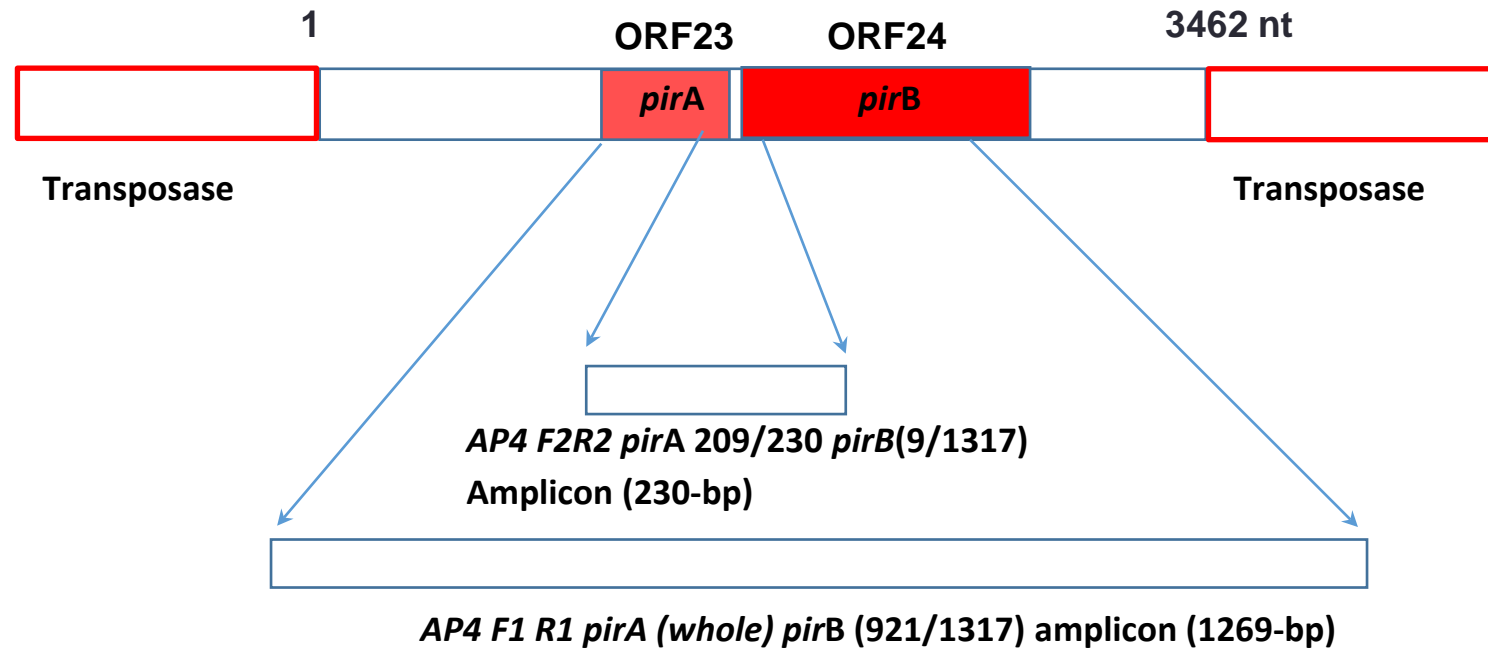 1
3462 nt
ORF23
ORF24
pirA
pirB
Transposase
Transposase
AP4 F2R2 pirA 209/230 pirB(9/1317)
Amplicon (230-bp)
AP4 F1 R1 pirA (whole) pirB (921/1317) amplicon (1269-bp)